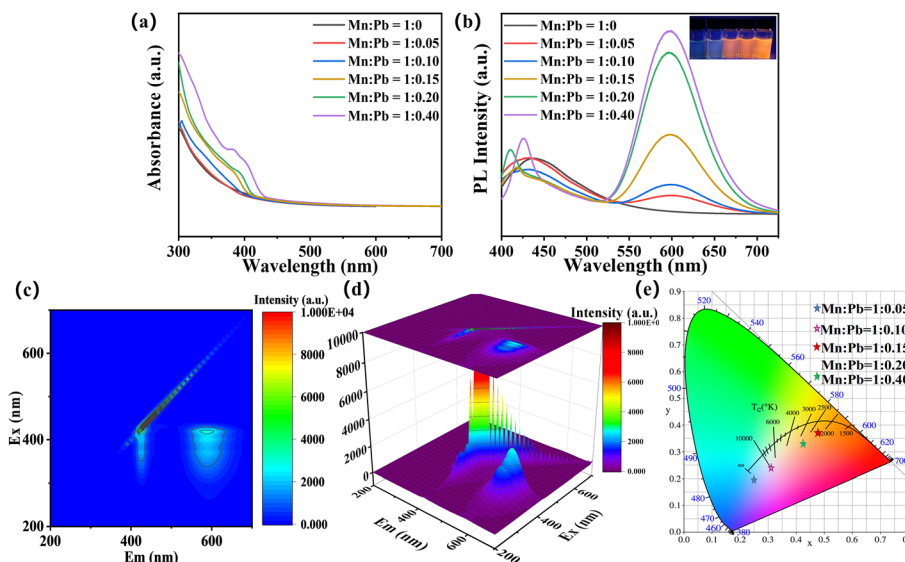 (a)
Mn:Pb = 1:0
Mn:Pb = 1:0.05
Mn:Pb = 1:0.10
Mn:Pb = 1:0.15
Mn:Pb = 1:0.20
Mn:Pb = 1:0.40
Absorbance (a.u.)
300 400 500 600 700
Wavelength (nm)
(b)
Mn:Pb = 1:0
Mn:Pb = 1:0.05
Mn:Pb = 1:0.10
Mn:Pb = 1:0.15
Mn:Pb = 1:0.20
Mn:Pb = 1:0.40
PL Intensity (a.u.)
400 450 500 550 600 650 700
Wavelength (nm)
(c)
Intensity (a.u.)
1.000E+04
8000
6000
4000
2000
0.000
Ex (nm)
600
400
200
200 400 600
Em (nm)
(d)
Intensity (a.u.)
1.000E+0
8000
6000
4000
2000
0.000
10000
8000
6000
4000
2000
0
200
400
600
Em (nm)
200
400
600
Ex (nm)
(e)
Mn:Pb=1:0.05
Mn:Pb=1:0.10
Mn:Pb=1:0.15
Mn:Pb=1:0.20
Mn:Pb=1:0.40
0.9
0.8
0.7
0.6
0.5
0.4
0.3
0.2
0.1
0.0
y
0.0 0.1 0.2 0.3 0.4 0.5 0.6 0.7 0.8
x
520
540
560
580
600
620
700
500
490
480
470
460
380
Tc(°K)
∞
10000
6000
4000
3000
2500
2000
1500